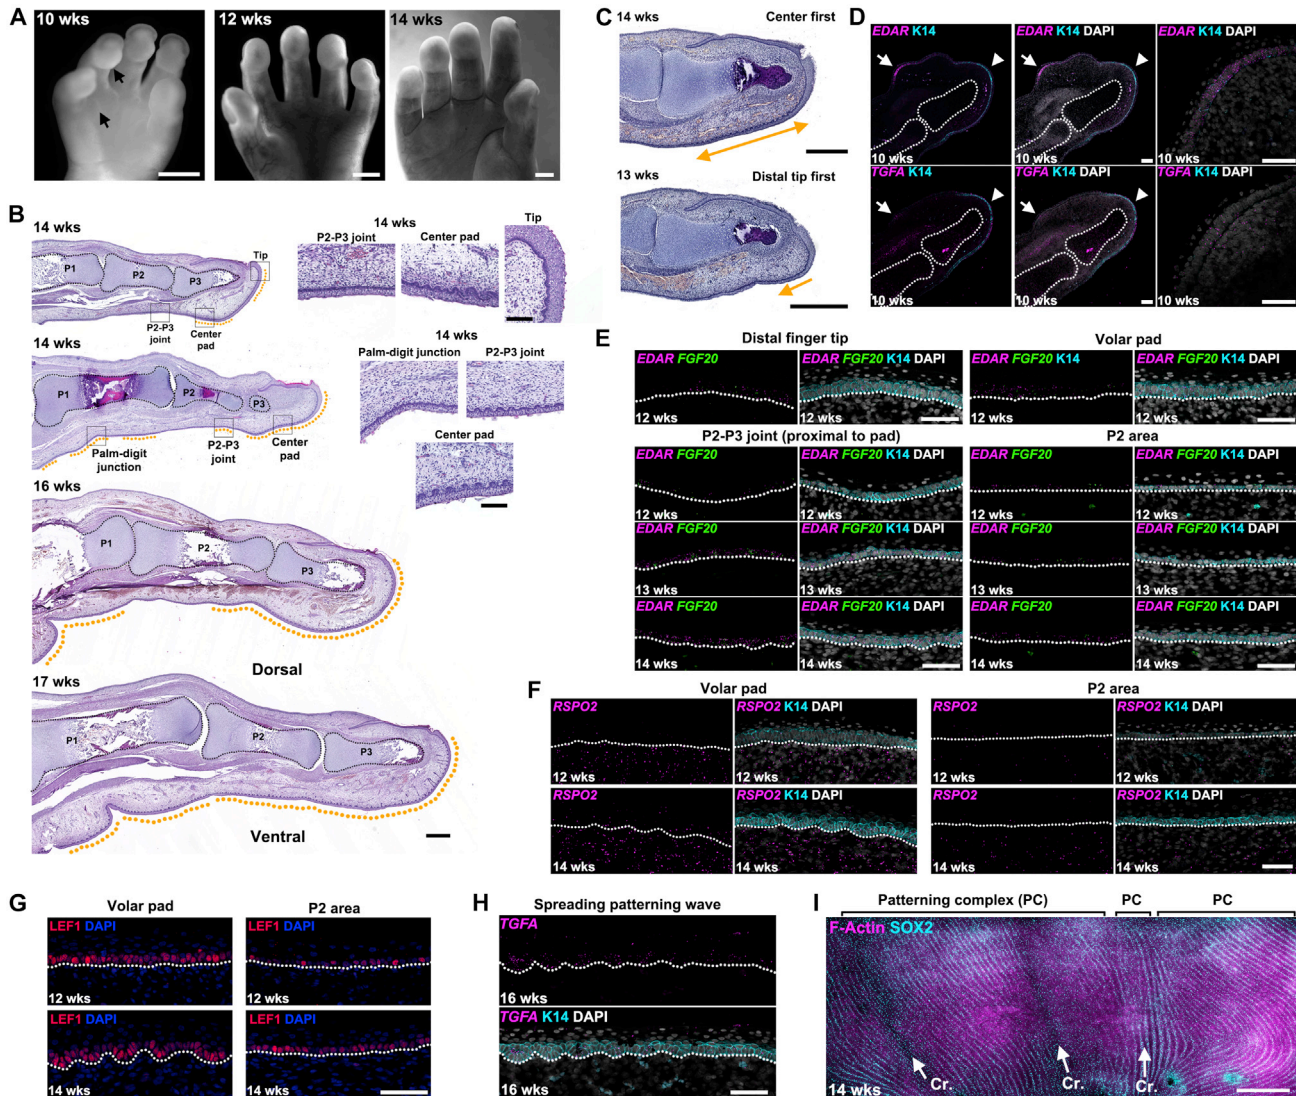 A
10 wks
12 wks
14 wks
B
14 wks
Tip
P1
P2
P3
P2-P3
joint
Center
pad
14 wks
P2-P3 joint
Center pad
Tip
14 wks
P1
P2
P3
Palm-digit
junction
P2-P3
joint
Center
pad
14 wks
Palm-digit junction
P2-P3 joint
Center pad
16 wks
P1
P2
P3
Dorsal
17 wks
P1
P2
P3
Ventral
C
14 wks
Center first
13 wks
Distal tip first
D
EDAR K14
EDAR K14 DAPI
EDAR K14 DAPI
10 wks
10 wks
10 wks
TGFA K14
TGFA K14 DAPI
TGFA K14 DAPI
10 wks
10 wks
10 wks
E
Distal finger tip
Volar pad
EDAR FGF20
EDAR FGF20 K14 DAPI
EDAR FGF20 K14
EDAR FGF20 K14 DAPI
12 wks
12 wks
12 wks
12 wks
P2-P3 joint (proximal to pad)
P2 area
EDAR FGF20
EDAR FGF20 K14 DAPI
EDAR FGF20
EDAR FGF20 K14 DAPI
12 wks
12 wks
12 wks
12 wks
EDAR FGF20
EDAR FGF20 K14 DAPI
EDAR FGF20
EDAR FGF20 K14 DAPI
13 wks
13 wks
13 wks
13 wks
EDAR FGF20
EDAR FGF20 K14 DAPI
EDAR FGF20
EDAR FGF20 K14 DAPI
14 wks
14 wks
14 wks
14 wks
F
Volar pad
P2 area
RSPO2
RSPO2 K14 DAPI
RSPO2
RSPO2 K14 DAPI
12 wks
12 wks
12 wks
12 wks
RSPO2
RSPO2 K14 DAPI
RSPO2
RSPO2 K14 DAPI
14 wks
14 wks
14 wks
14 wks
G
Volar pad
P2 area
LEF1 DAPI
LEF1 DAPI
12 wks
12 wks
LEF1 DAPI
LEF1 DAPI
14 wks
14 wks
H
Spreading patterning wave
TGFA
16 wks
TGFA K14 DAPI
16 wks
I
Patterning complex (PC)
PC
PC
F-Actin SOX2
Cr.
Cr.
Cr.
14 wks